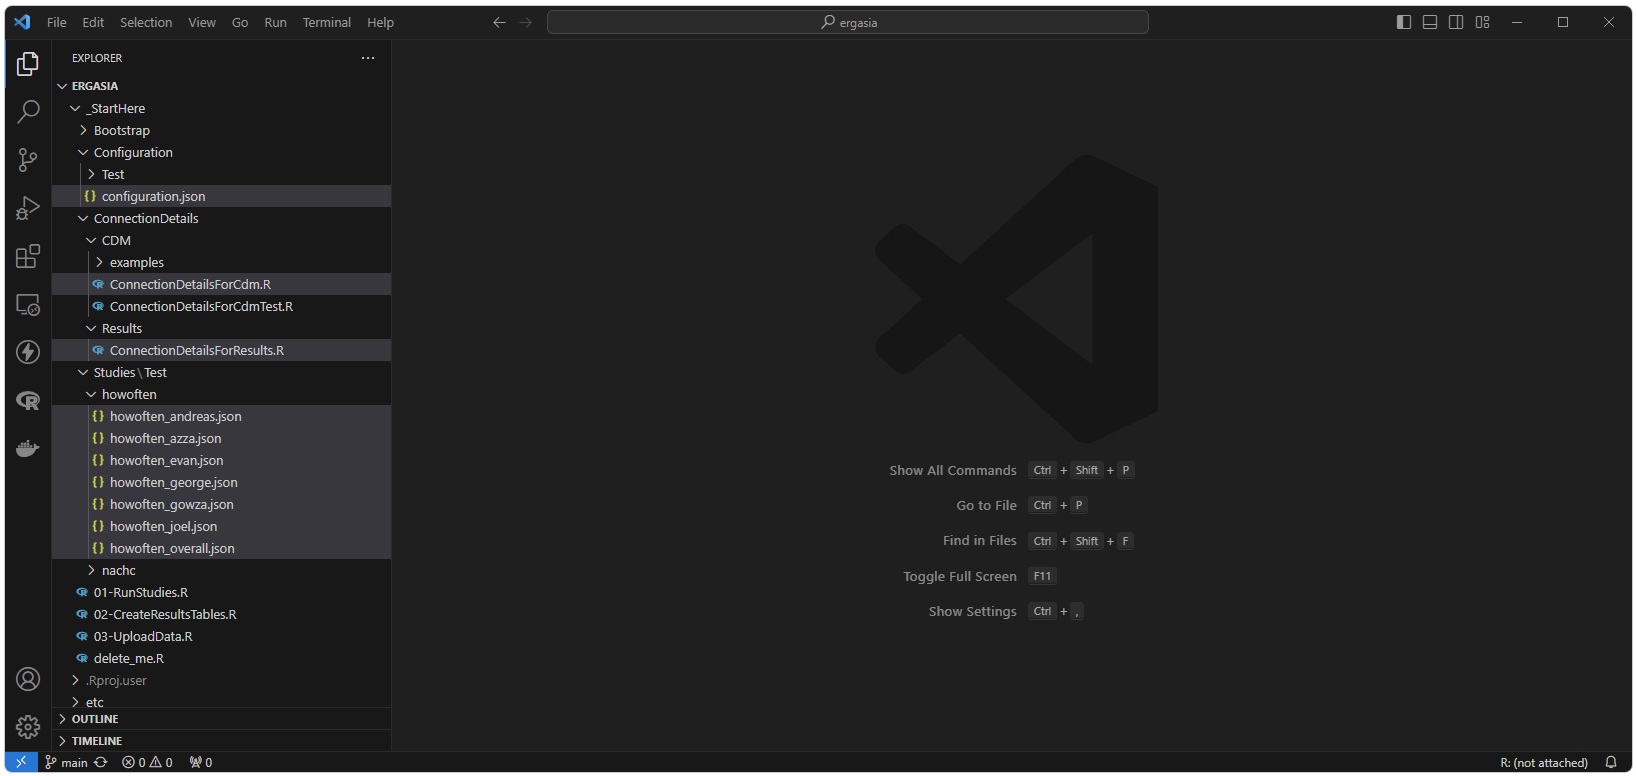 File Edit Selection View Go Run Terminal Help
ergasia
EXPLORER
ERGASIA
_StartHere
Bootstrap
Configuration
Test
configuration.json
ConnectionDetails
CDM
examples
ConnectionDetailsForCdm.R
ConnectionDetailsForCdmTest.R
Results
ConnectionDetailsForResults.R
Studies\Test
howoften
howoften_andreas.json
howoften_azza.json
howoften_evan.json
howoften_george.json
howoften_gowza.json
howoften_joel.json
howoften_overall.json
nachc
01-RunStudies.R
02-CreateResultsTables.R
03-UploadData.R
delete_me.R
.Rproj.user
etc
OUTLINE
TIMELINE
Show All Commands Ctrl + Shift + P
Go to File Ctrl + P
Find in Files Ctrl + Shift + F
Toggle Full Screen F11
Show Settings Ctrl + ,
main 0 0 0 R: (not attached)